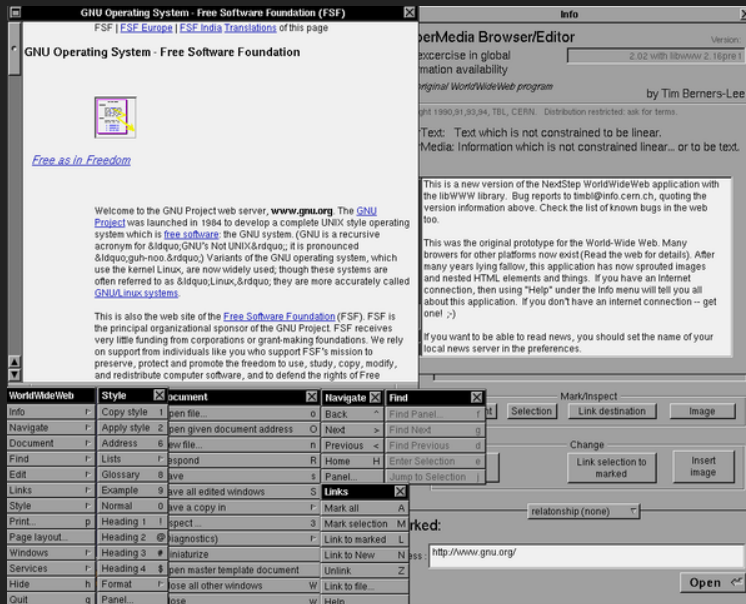 GNU Operating System - Free Software Foundation (FSF)
FSF | FSF Europe | FSF India Translations of this page
GNU Operating System - Free Software Foundation
Free as in Freedom
Welcome to the GNU Project web server, www.gnu.org. The GNU
Project was launched in 1984 to develop a complete UNIX style operating
system which is free software: the GNU system. (GNU is a recursive
acronym for &ldquo;GNU's Not UNIX&rdquo;; it is pronounced
&ldquo;guh-noo.&rdquo;) Variants of the GNU operating system, which
use the kernel Linux, are now widely used; though these systems are
often referred to as &ldquo;Linux,&rdquo; they are more accurately called
GNU/Linux systems.
This is also the web site of the Free Software Foundation (FSF). FSF is
the principal organizational sponsor of the GNU Project. FSF receives
very little funding from corporations or grant-making foundations. We rely
on support from individuals like you who support FSF's mission to
preserve, protect and promote the freedom to use, study, copy, modify,
and redistribute computer software, and to defend the rights of Free
Info
perMedia Browser/Editor
Version:
excercise in global
2.02 with libwww 2.16pre1
mation availability
original WorldWideWeb program
by Tim Berners-Lee
ght 1990,91,93,94, TBL, CERN. Distribution restricted: ask for terms.
rText: Text which is not constrained to be linear.
rMedia: Information which is not constrained linear... or to be text.
This is a new version of the NextStep WorldWideWeb application with
the libWWW library. Bug reports to timbl@info.cern.ch, quoting the
version information above. Check the list of known bugs in the web
too.
This was the original prototype for the World-Wide Web. Many
browers for other platforms now exist (Read the web for details). After
many years lying fallow, this application has now sprouted images
and nested HTML elements and things. If you have an Internet
connection, then using "Help" under the Info menu will tell you all
about this application. If you don't have an internet connection -- get
one! ;-)
If you want to be able to read news, you should set the name of your
local news server in the preferences.
WorldWideWeb
Info
Navigate
Document
Find
Edit
Links
Style
Print... p
Page layout...
Windows
Services
Hide h
Quit q
Style
Copy style 1
Apply style 2
Address 6
Lists
Glossary 8
Example 9
Normal 0
Heading 1 !
Heading 2 @
Heading 3 #
Heading 4 $
Format
Panel...
ocument
pen file... o
pen given document address O
ew file... n
espond R
ave s
ave all edited windows S
ave a copy in
spect... 3
iagnostics)
iniaturize
pen master template document
lose all other windows W
lose w
Navigate
Back ^
Next >
Previous <
Home H
Panel...
Find
Find Panel... f
Find Next g
Find Previous d
Enter Selection e
Jump to Selection j
Links
Mark all A
Mark selection M
Link to marked L
Link to New N
Unlink Z
Link to file...
Help
Mark/Inspect
nt
Selection
Link destination
Image
Change
Link selection to
marked
Insert
image
relationship (none)
rked:
ess :
http://www.gnu.org/
Open